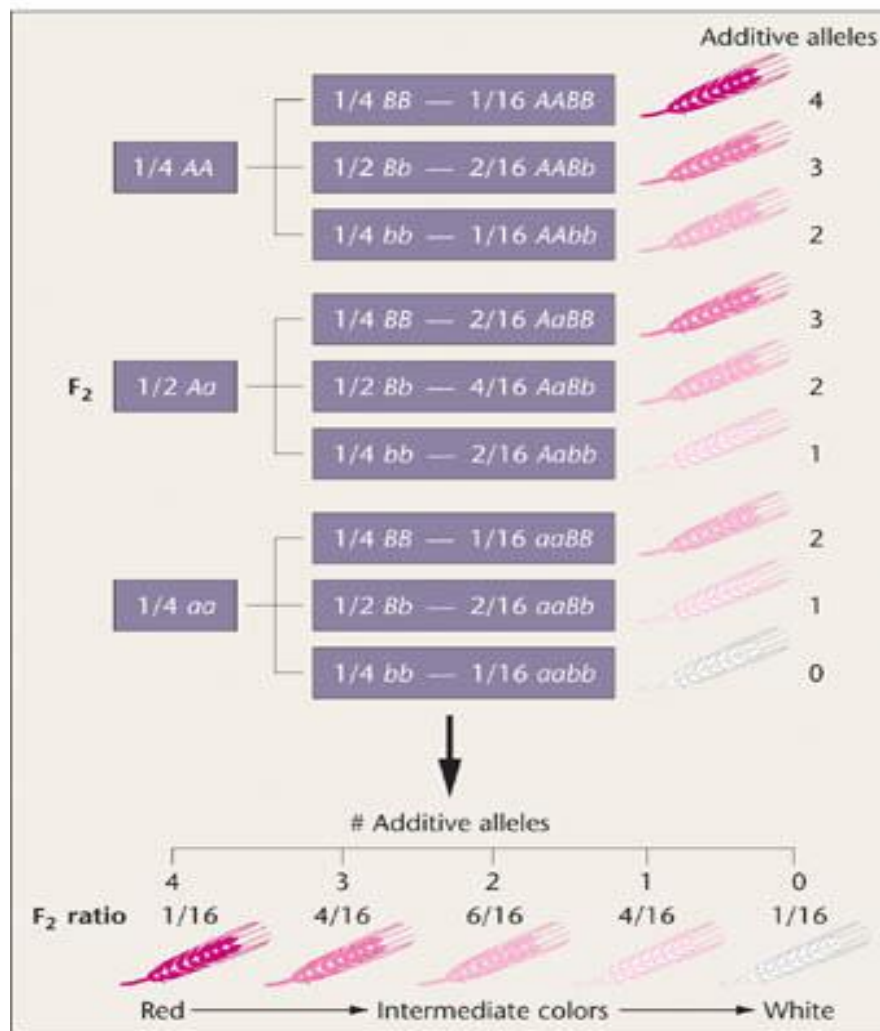 Additive alleles
1/4 BB — 1/16 AABB 4
1/4 AA 1/2 Bb — 2/16 AABb 3
1/4 bb — 1/16 AAbb 2
1/4 BB — 2/16 AaBB 3
F₂ 1/2 Aa 1/2 Bb — 4/16 AaBb 2
1/4 bb — 2/16 Aabb 1
1/4 BB — 1/16 aaBB 2
1/4 aa 1/2 Bb — 2/16 aaBb 1
1/4 bb — 1/16 aabb 0
# Additive alleles
4 3 2 1 0
F₂ ratio 1/16 4/16 6/16 4/16 1/16
Red Intermediate colors White